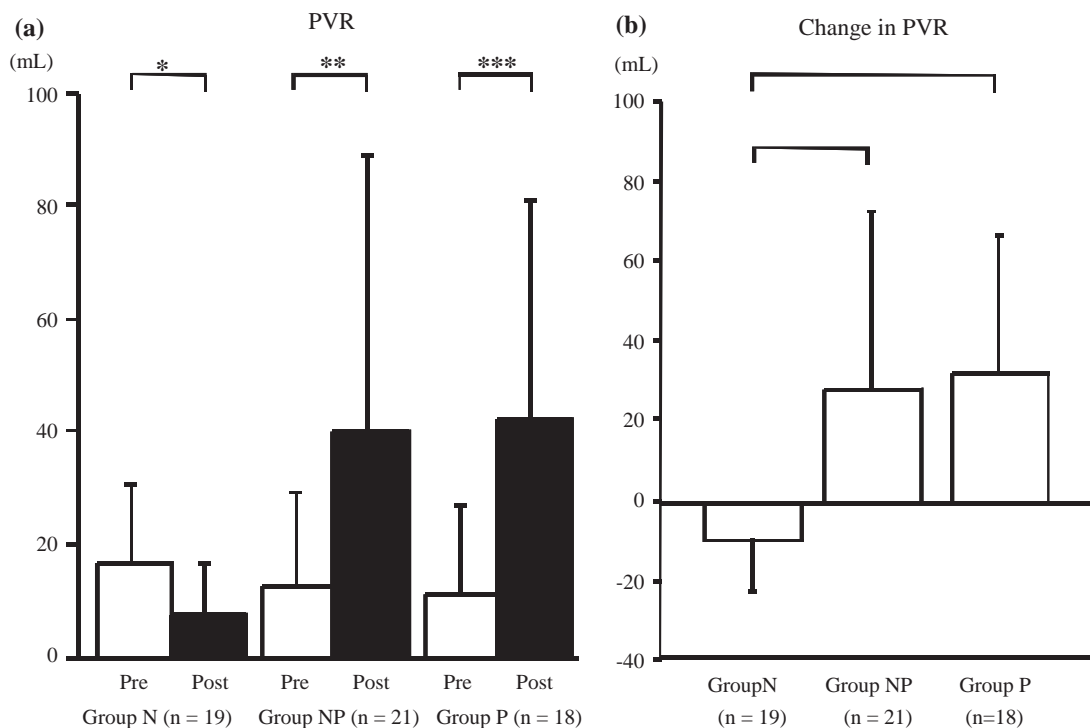 (a)
PVR
(mL)
*
**
***
100
80
60
40
20
0
Pre Post Pre Post Pre Post
Group N (n = 19) Group NP (n = 21) Group P (n = 18)
(b)
Change in PVR
(mL)
100
80
60
40
20
0
-20
-40
GroupN Group NP Group P
(n = 19) (n = 21) (n=18)